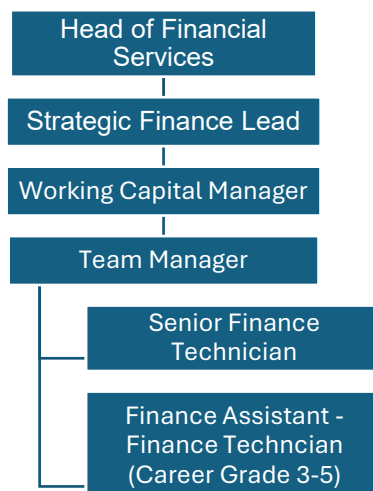 Head of Financial
Services
Strategic Finance Lead
Working Capital Manager
Team Manager
Senior Finance
Technician
Finance Assistant -
Finance Techncian
(Career Grade 3-5)